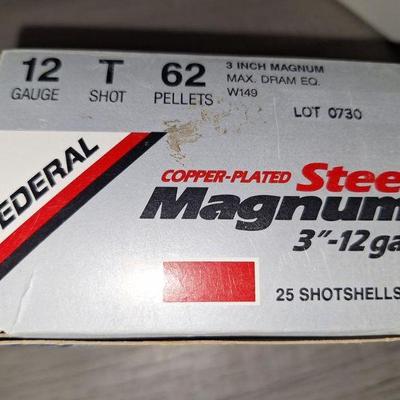 12 T 62
GAUGE SHOT PELLETS
3 INCH MAGNUM
MAX. DRAM EQ.
W149
LOT 0730
FEDERAL
COPPER-PLATED Steel
Magnum
3"-12 ga
25 SHOTSHELLS